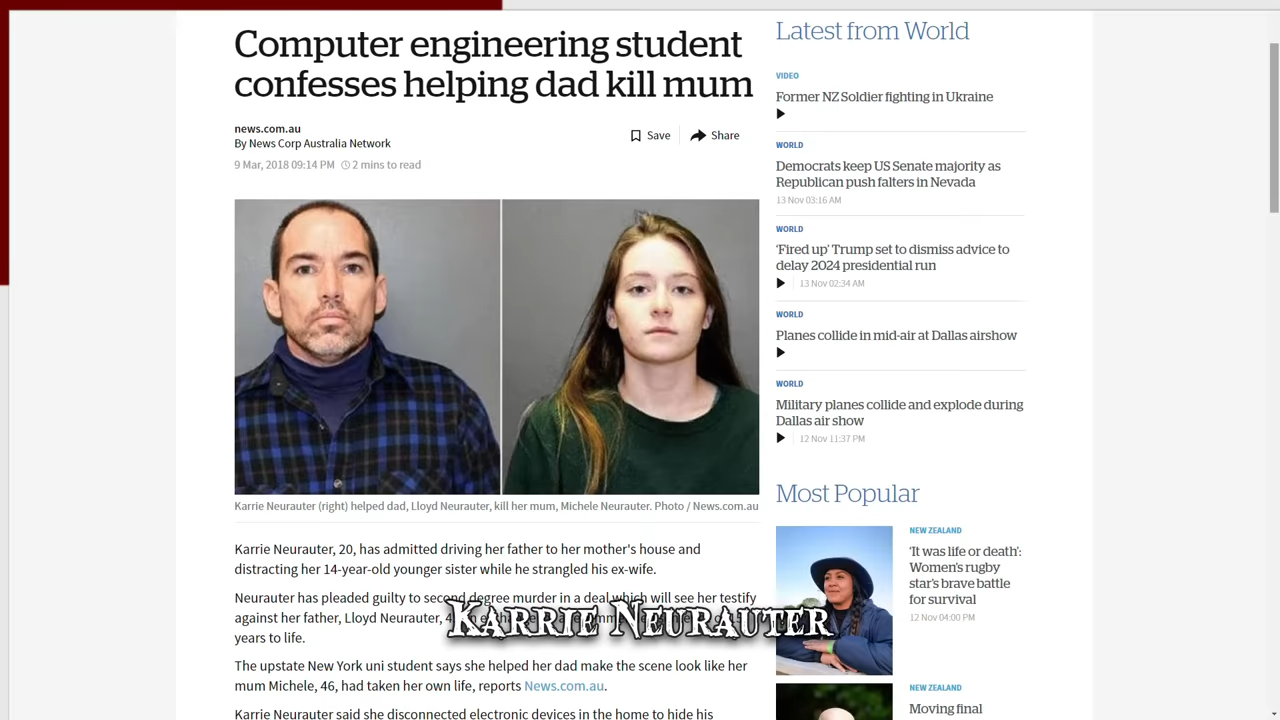 Computer engineering student
confesses helping dad kill mum
news.com.au
By News Corp Australia Network
9 Mar, 2018 09:14 PM 2 mins to read
Save Share
Karrie Neurauter (right) helped dad, Lloyd Neurauter, kill her mum, Michele Neurauter. Photo / News.com.au
Karrie Neurauter, 20, has admitted driving her father to her mother's house and
distracting her 14-year-old younger sister while he strangled his ex-wife.
Neurauter has pleaded guilty to second degree murder in a deal which will see her testify
against her father, Lloyd Neurauter,
years to life.
KARRIE NEURAUTER
The upstate New York uni student says she helped her dad make the scene look like her
mum Michele, 46, had taken her own life, reports News.com.au.
Karrie Neurauter said she disconnected electronic devices in the home to hide his
Latest from World
VIDEO
Former NZ Soldier fighting in Ukraine
WORLD
Democrats keep US Senate majority as
Republican push falters in Nevada
13 Nov 03:16 AM
WORLD
'Fired up' Trump set to dismiss advice to
delay 2024 presidential run
13 Nov 02:34 AM
WORLD
Planes collide in mid-air at Dallas airshow
WORLD
Military planes collide and explode during
Dallas air show
12 Nov 11:37 PM
Most Popular
NEW ZEALAND
'It was life or death':
Women's rugby
star's brave battle
for survival
12 Nov 04:00 PM
NEW ZEALAND
Moving final